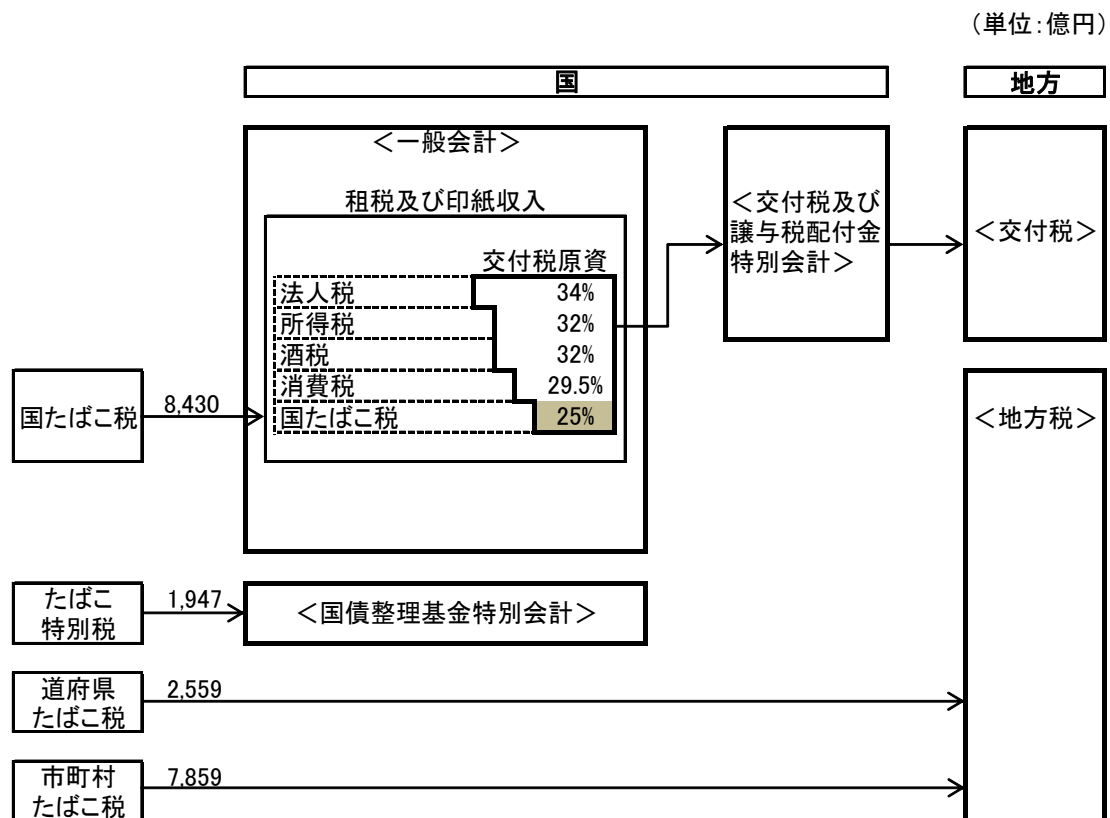 （単位：億円）
国
地方
＜一般会計＞
租税及び印紙収入
交付税原資
法人税 34%
所得税 32%
酒税 32%
消費税 29.5%
国たばこ税 25%
＜交付税及び
譲与税配付金
特別会計＞
＜交付税＞
国たばこ税
8,430
＜地方税＞
たばこ
特別税
1,947
＜国債整理基金特別会計＞
道府県
たばこ税
2,559
市町村
たばこ税
7,859